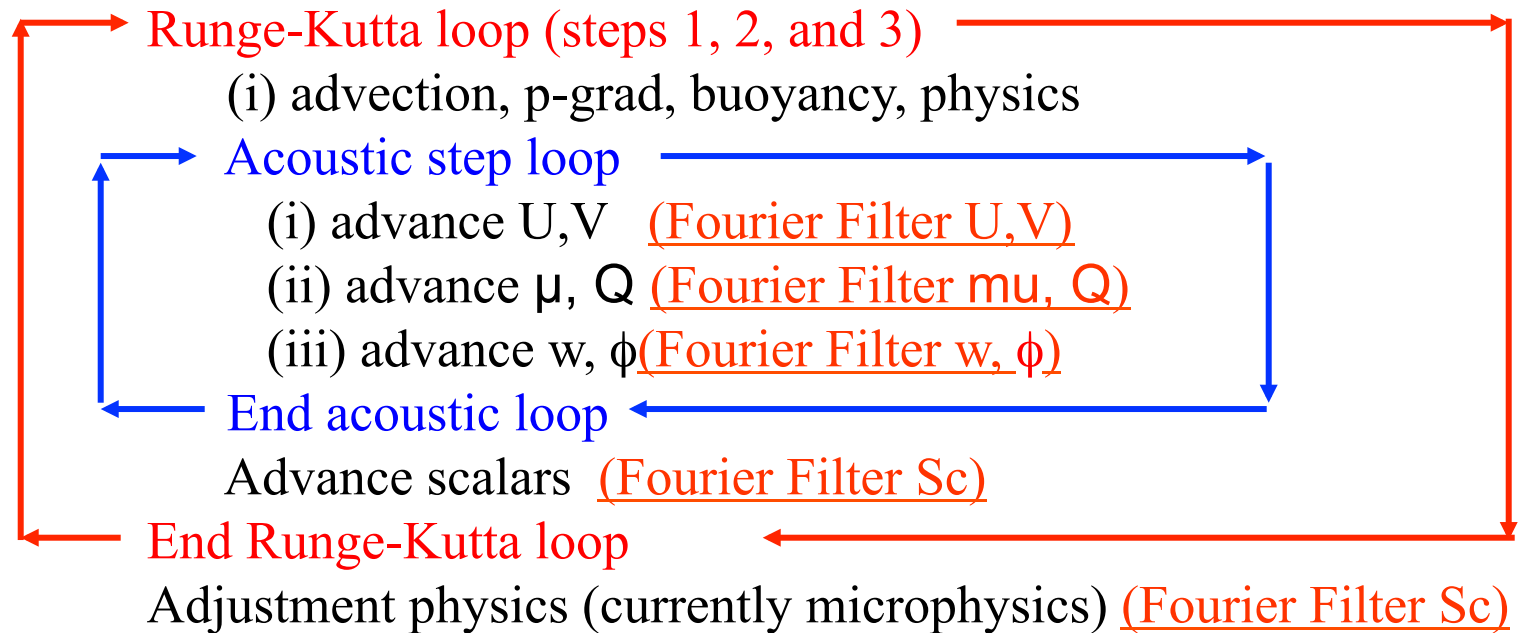 Runge-Kutta loop (steps 1, 2, and 3)
(i) advection, p-grad, buoyancy, physics
Acoustic step loop
(i) advance U,V (Fourier Filter U,V)
(ii) advance μ, Q (Fourier Filter mu, Q)
(iii) advance w, ϕ(Fourier Filter w, ϕ)
End acoustic loop
Advance scalars (Fourier Filter Sc)
End Runge-Kutta loop
Adjustment physics (currently microphysics) (Fourier Filter Sc)